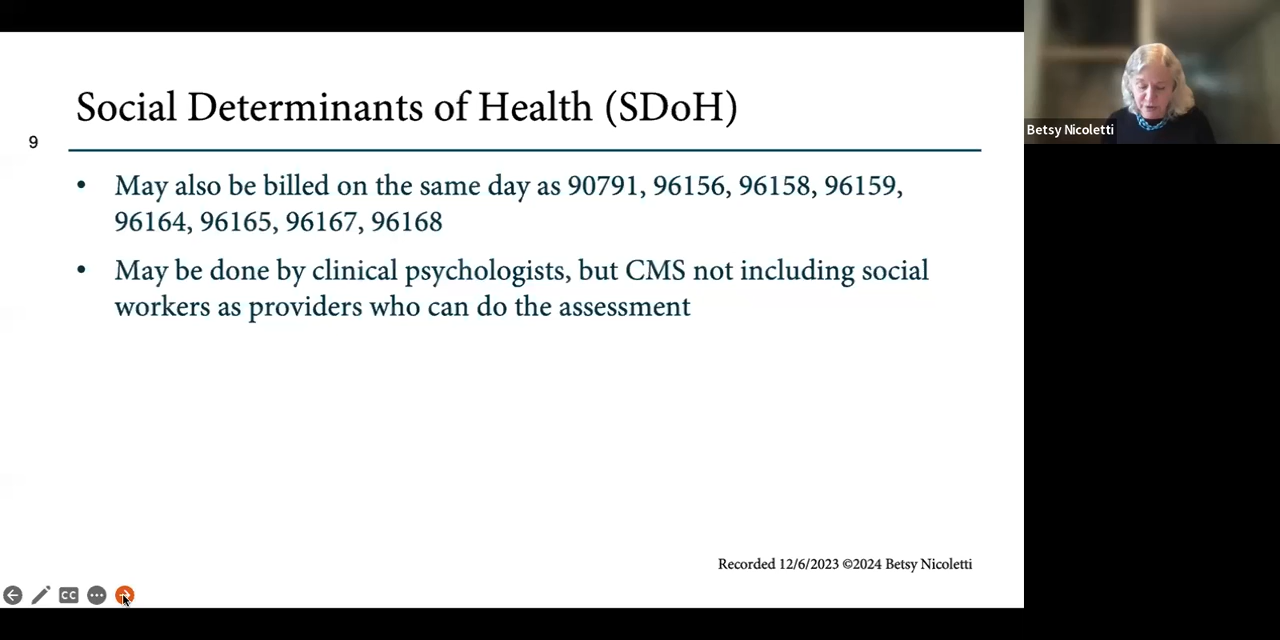 Social Determinants of Health (SDoH)
9
• May also be billed on the same day as 90791, 96156, 96158, 96159,
96164, 96165, 96167, 96168
• May be done by clinical psychologists, but CMS not including social
workers as providers who can do the assessment
Recorded 12/6/2023 ©2024 Betsy Nicoletti
CC
Betsy Nicoletti